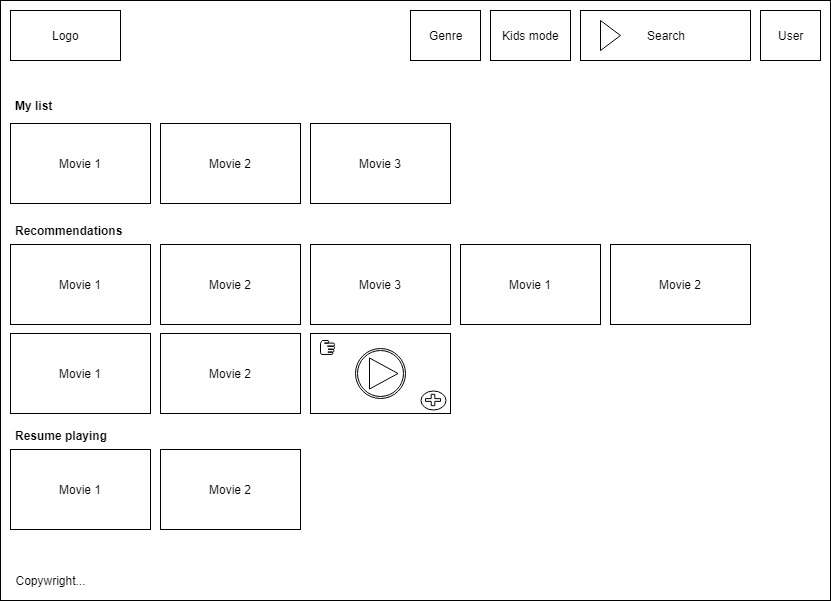 Logo
Genre
Kids mode
Search
User
My list
Movie 1
Movie 2
Movie 3
Recommendations
Movie 1
Movie 2
Movie 3
Movie 1
Movie 2
Movie 1
Movie 2
Resume playing
Movie 1
Movie 2
Copywright...